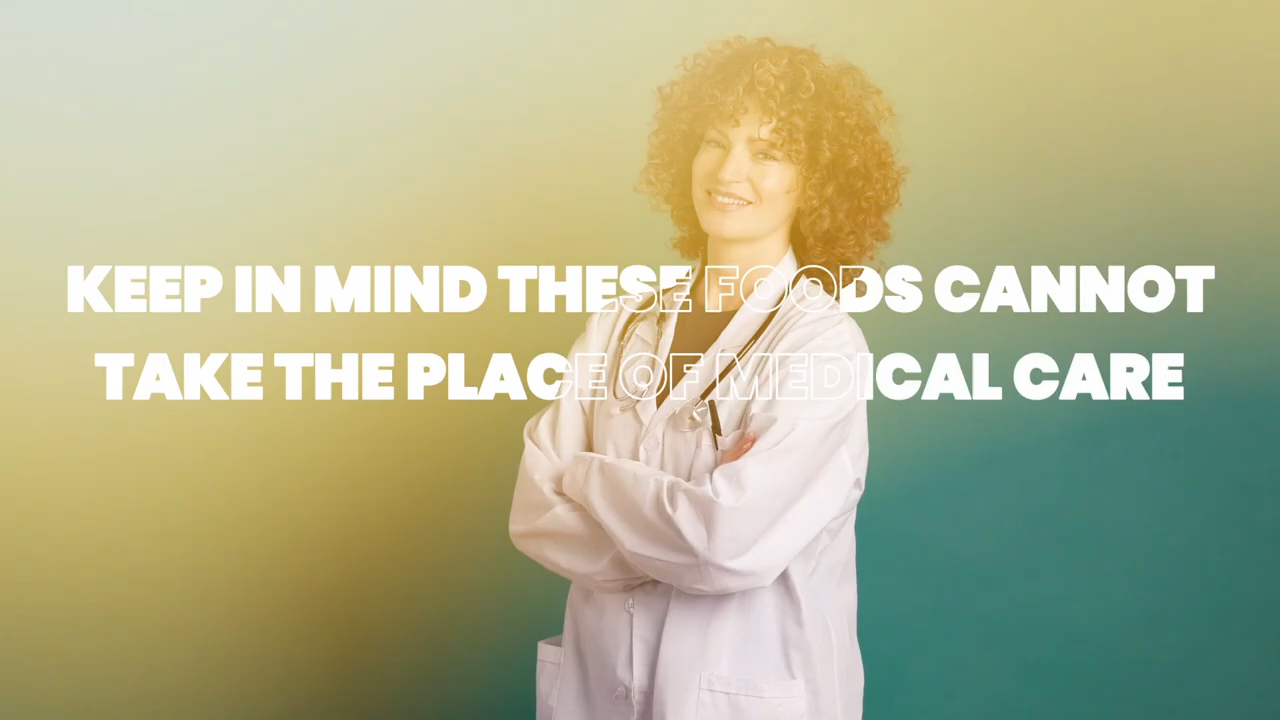 KEEP IN MIND THESE FOODS CANNOT
TAKE THE PLACE OF MEDICAL CARE